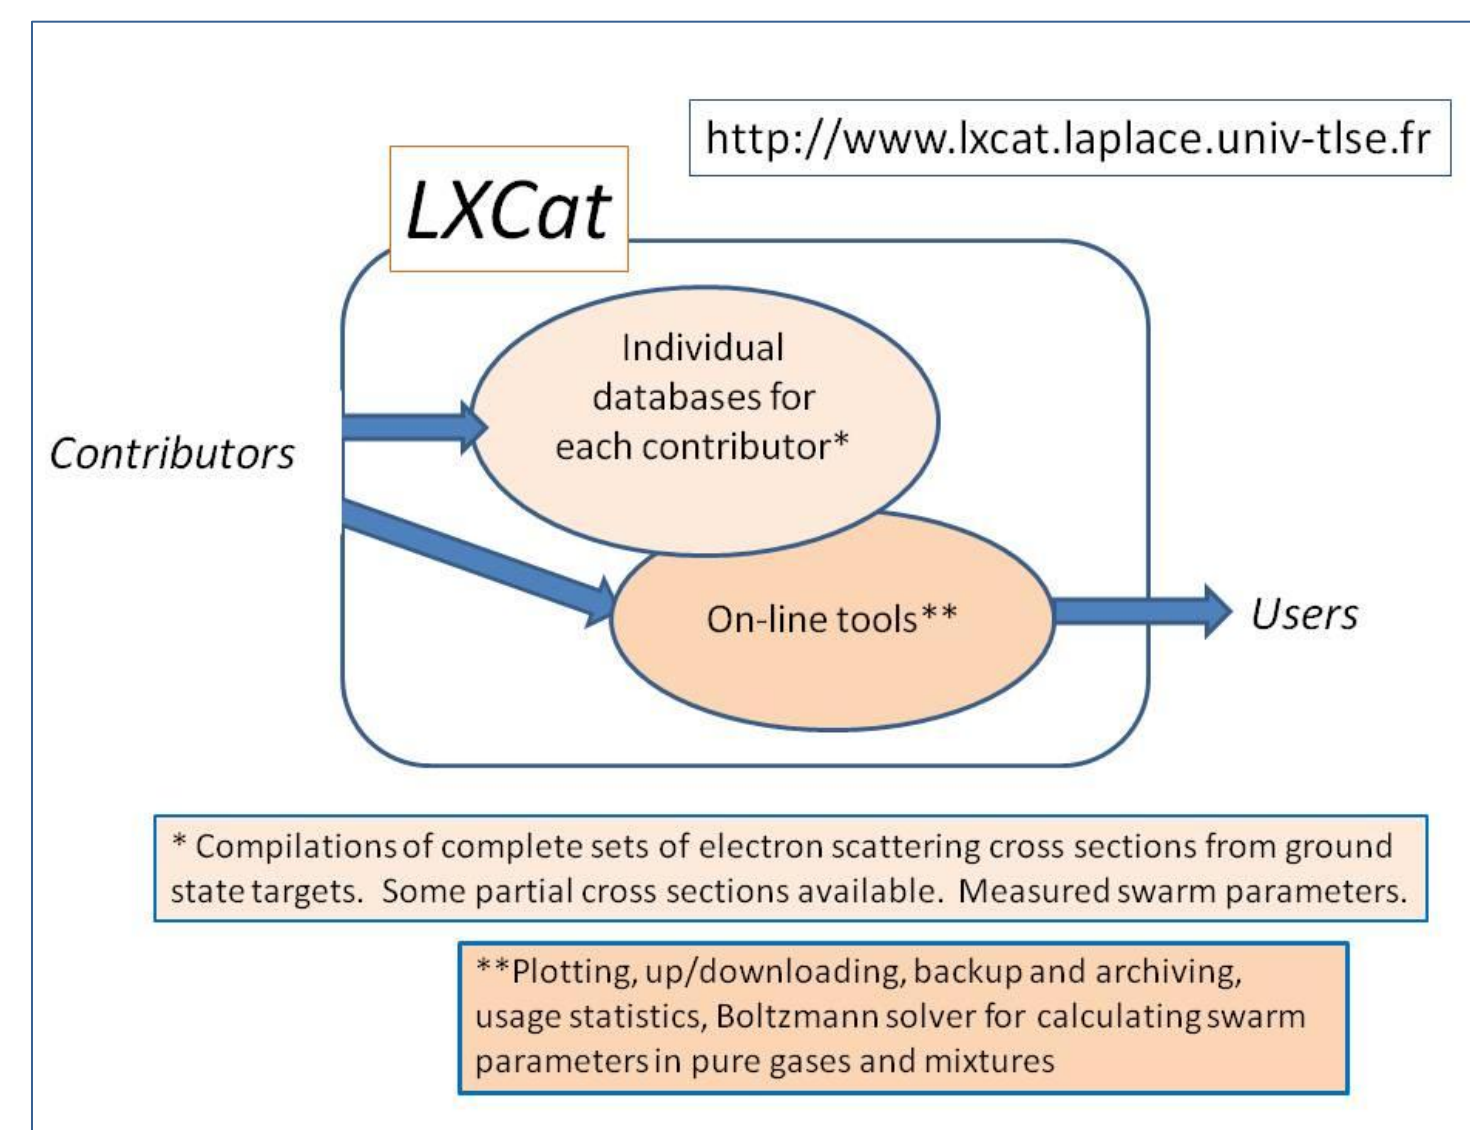 http://www.lxcat.laplace.univ-tlse.fr
LXCat
Individual
databases for
each contributor*
Contributors
On-line tools**
Users
* Compilations of complete sets of electron scattering cross sections from ground
state targets. Some partial cross sections available. Measured swarm parameters.
**Plotting, up/downloading, backup and archiving,
usage statistics, Boltzmann solver for calculating swarm
parameters in pure gases and mixtures